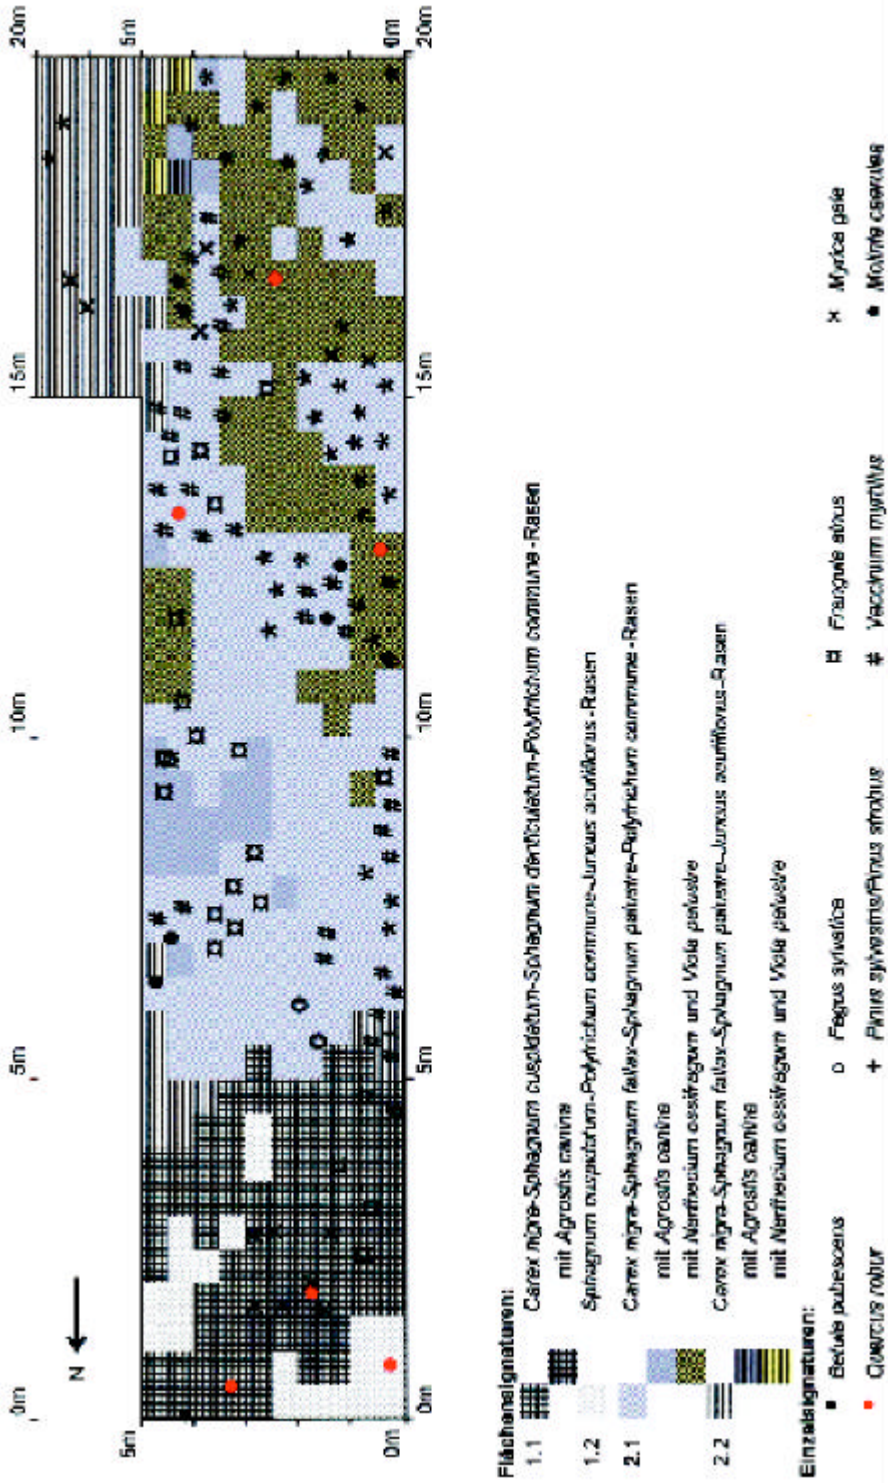 20m
15m
10m
5m
0m
5m
0m
N
20m
15m
10m
5m
0m
5m
0m
Flächensignaturen:
1.1 Carex nigra-Sphagnum cuspidatum-Sphagnum denticulatum-Polytrichum commune-Rasen
mit Agrostis canina
1.2 Sphagnum cuspidatum-Polytrichum commune-Juncus acutiflorus-Rasen
2.1 Carex nigra-Sphagnum fallax-Sphagnum palustre-Polytrichum commune-Rasen
mit Agrostis canina
mit Narthecium ossifragum und Viola palustre
2.2 Carex nigra-Sphagnum fallax-Sphagnum palustre-Juncus acutiflorus-Rasen
mit Agrostis canina
mit Narthecium ossifragum und Viola palustre
Einzelsignaturen:
Betula pubescens o Fagus sylvatica Frangula alnus x Myrica gale
Quercus robur + Pinus sylvestris/Pinus strobus # Vaccinium myrtillus Molinia caerulea